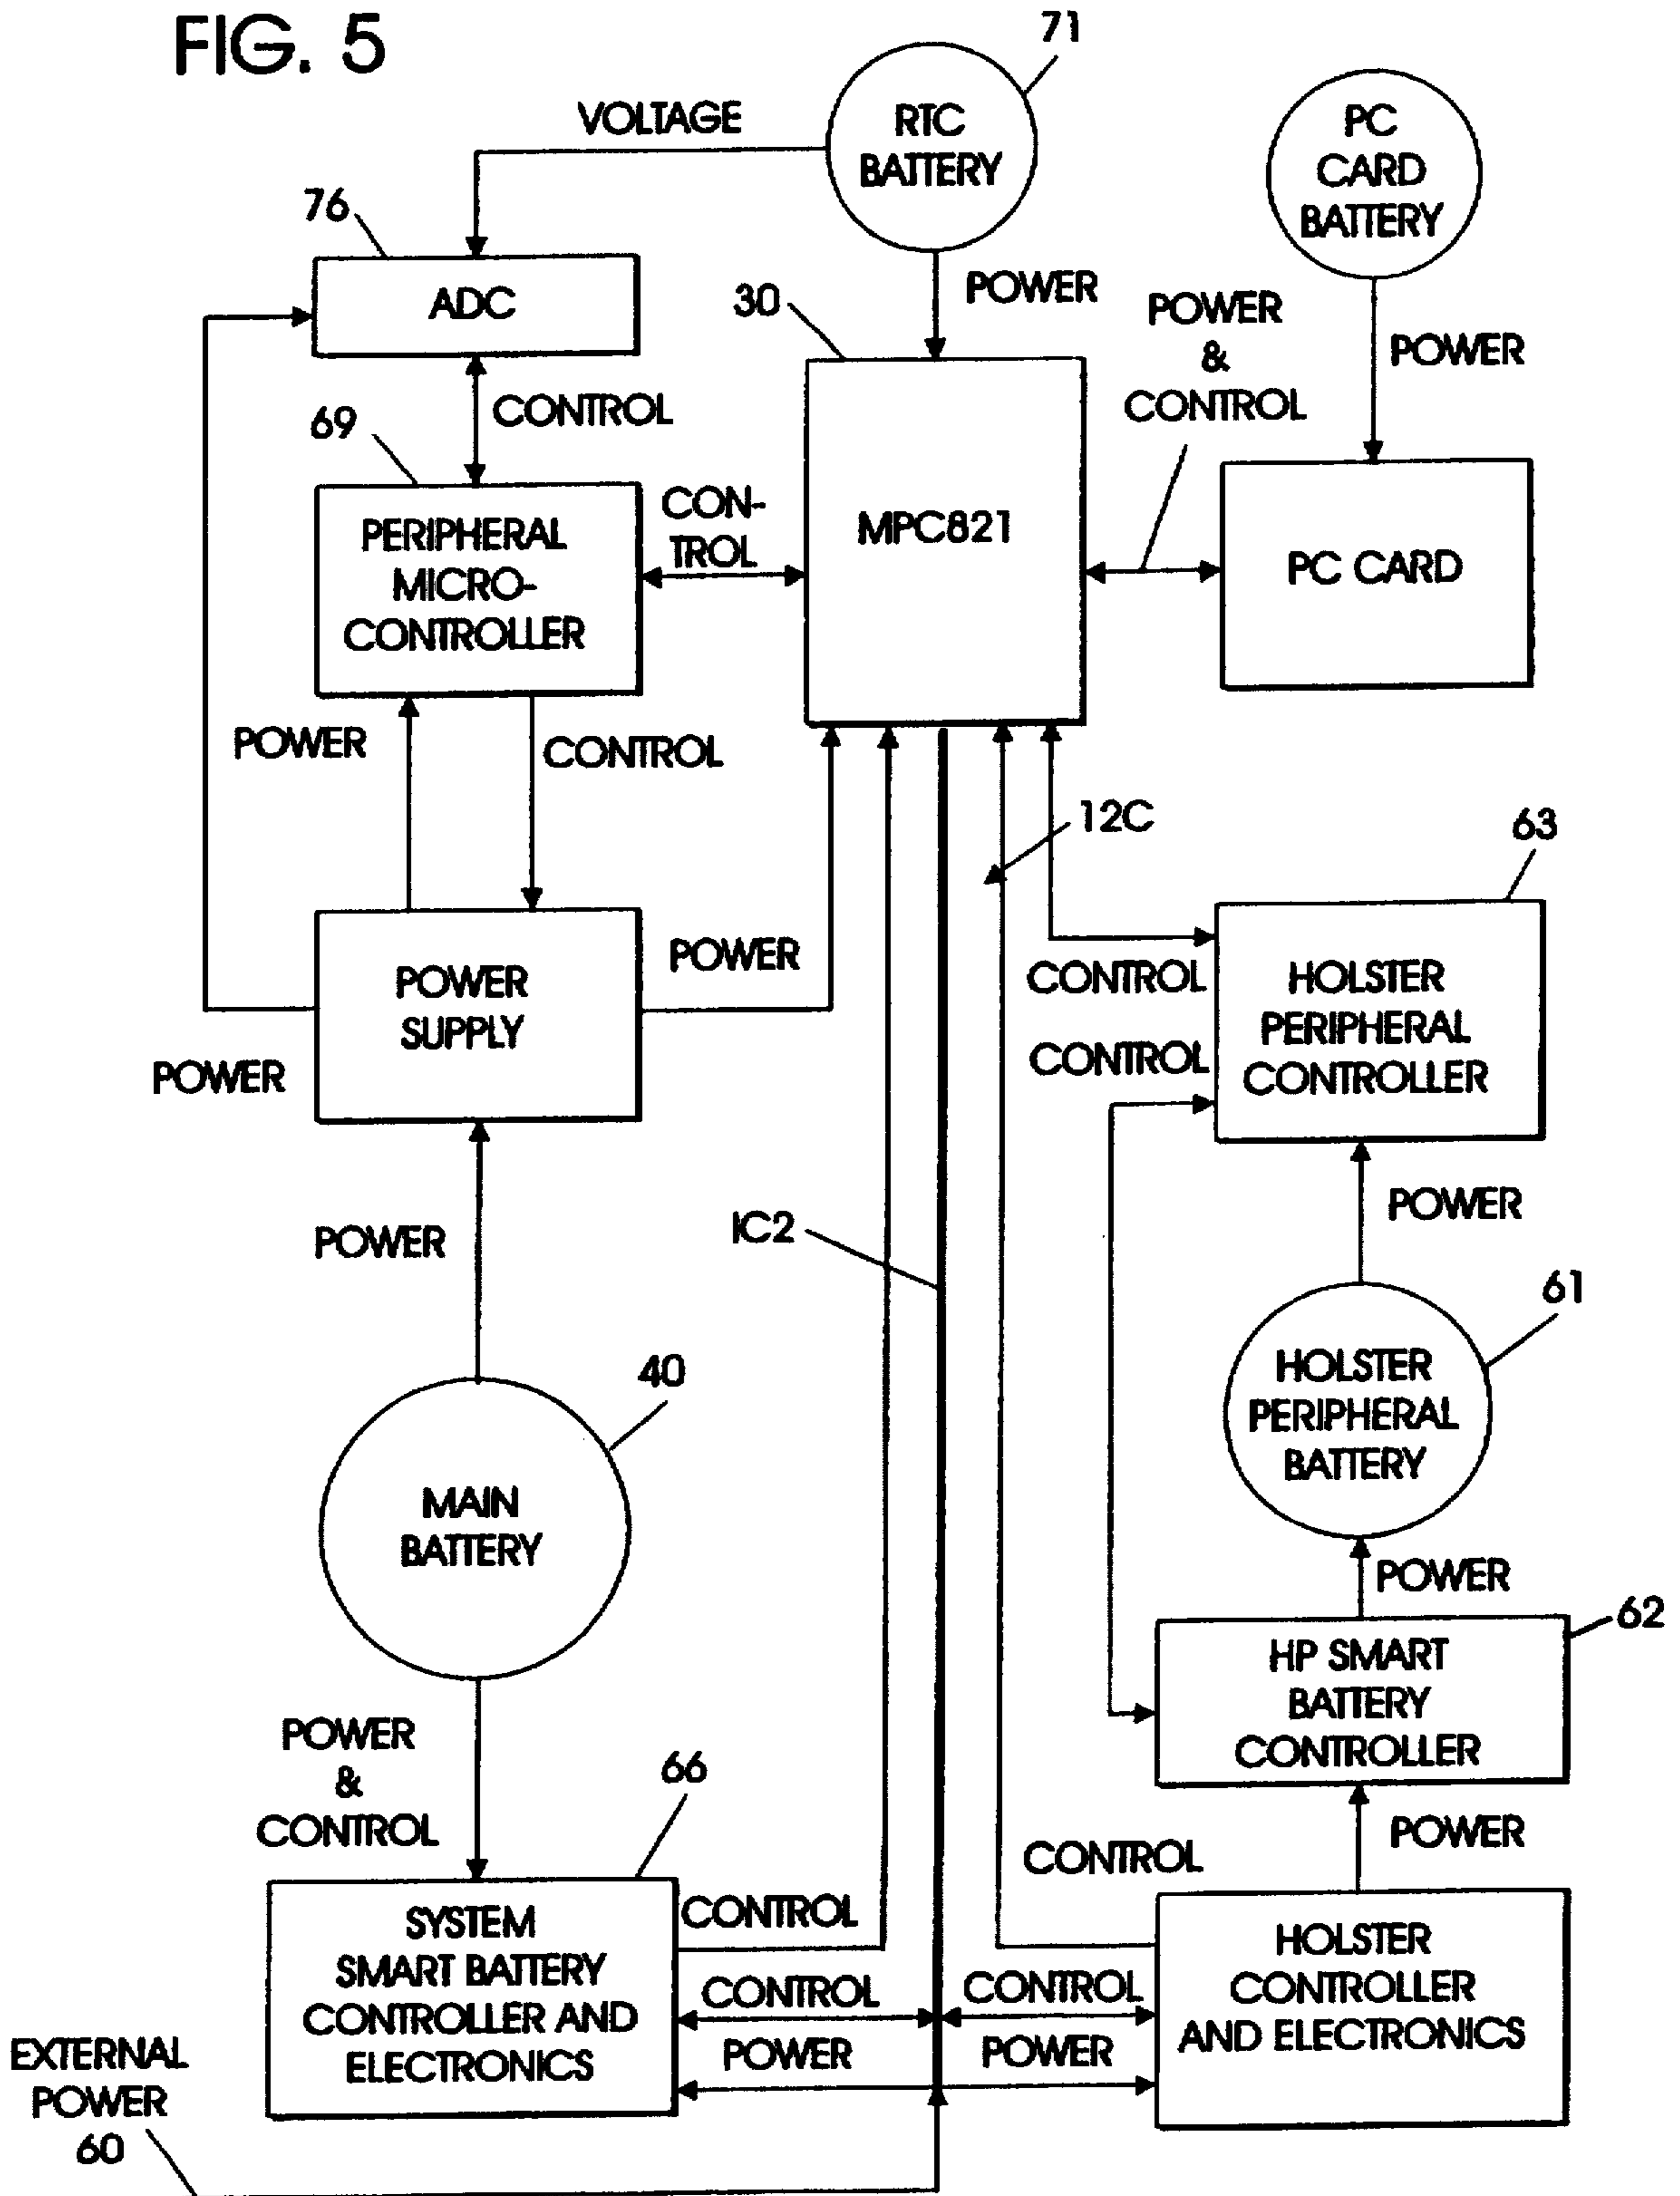 FIG. 5
71
VOLTAGE
RTC
BATTERY
PC
CARD
BATTERY
76
ADC
POWER
30
POWER
&
CONTROL
POWER
CONTROL
69
PERIPHERAL
MICRO-
CONTROLLER
CON-
TROL
MPC821
PC CARD
POWER
CONTROL
12C
63
POWER
SUPPLY
POWER
POWER
CONTROL
CONTROL
HOLSTER
PERIPHERAL
CONTROLLER
POWER
IC2
POWER
61
HOLSTER
PERIPHERAL
BATTERY
40
MAIN
BATTERY
POWER
62
HP SMART
BATTERY
CONTROLLER
POWER
&
CONTROL
66
POWER
CONTROL
SYSTEM
SMART BATTERY
CONTROLLER AND
ELECTRONICS
CONTROL
CONTROL
POWER
CONTROL
POWER
HOLSTER
CONTROLLER
AND ELECTRONICS
EXTERNAL
POWER
60